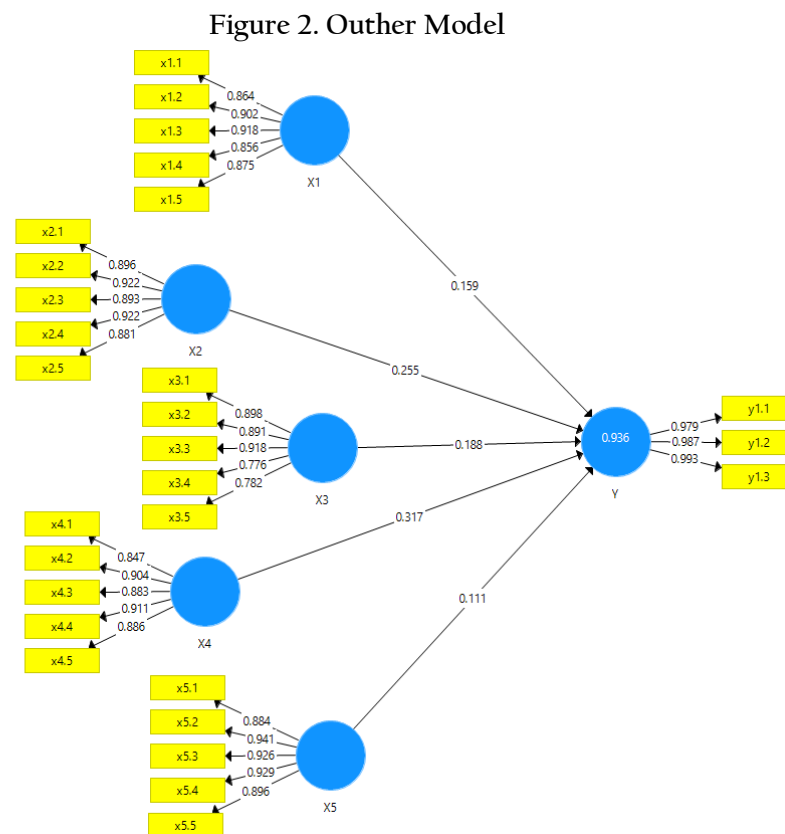 Figure 2. Outher Model
x1.1
x1.2
x1.3
x1.4
x1.5
0.864
0.902
0.918
0.856
0.875
X1
0.159
x2.1
x2.2
x2.3
x2.4
x2.5
0.896
0.922
0.893
0.922
0.881
X2
0.255
x3.1
x3.2
x3.3
x3.4
x3.5
0.898
0.891
0.918
0.776
0.782
X3
0.188
0.936
Y
0.979
0.987
0.993
y1.1
y1.2
y1.3
x4.1
x4.2
x4.3
x4.4
x4.5
0.847
0.904
0.883
0.911
0.886
X4
0.317
x5.1
x5.2
x5.3
x5.4
x5.5
0.884
0.941
0.926
0.929
0.896
X5
0.111